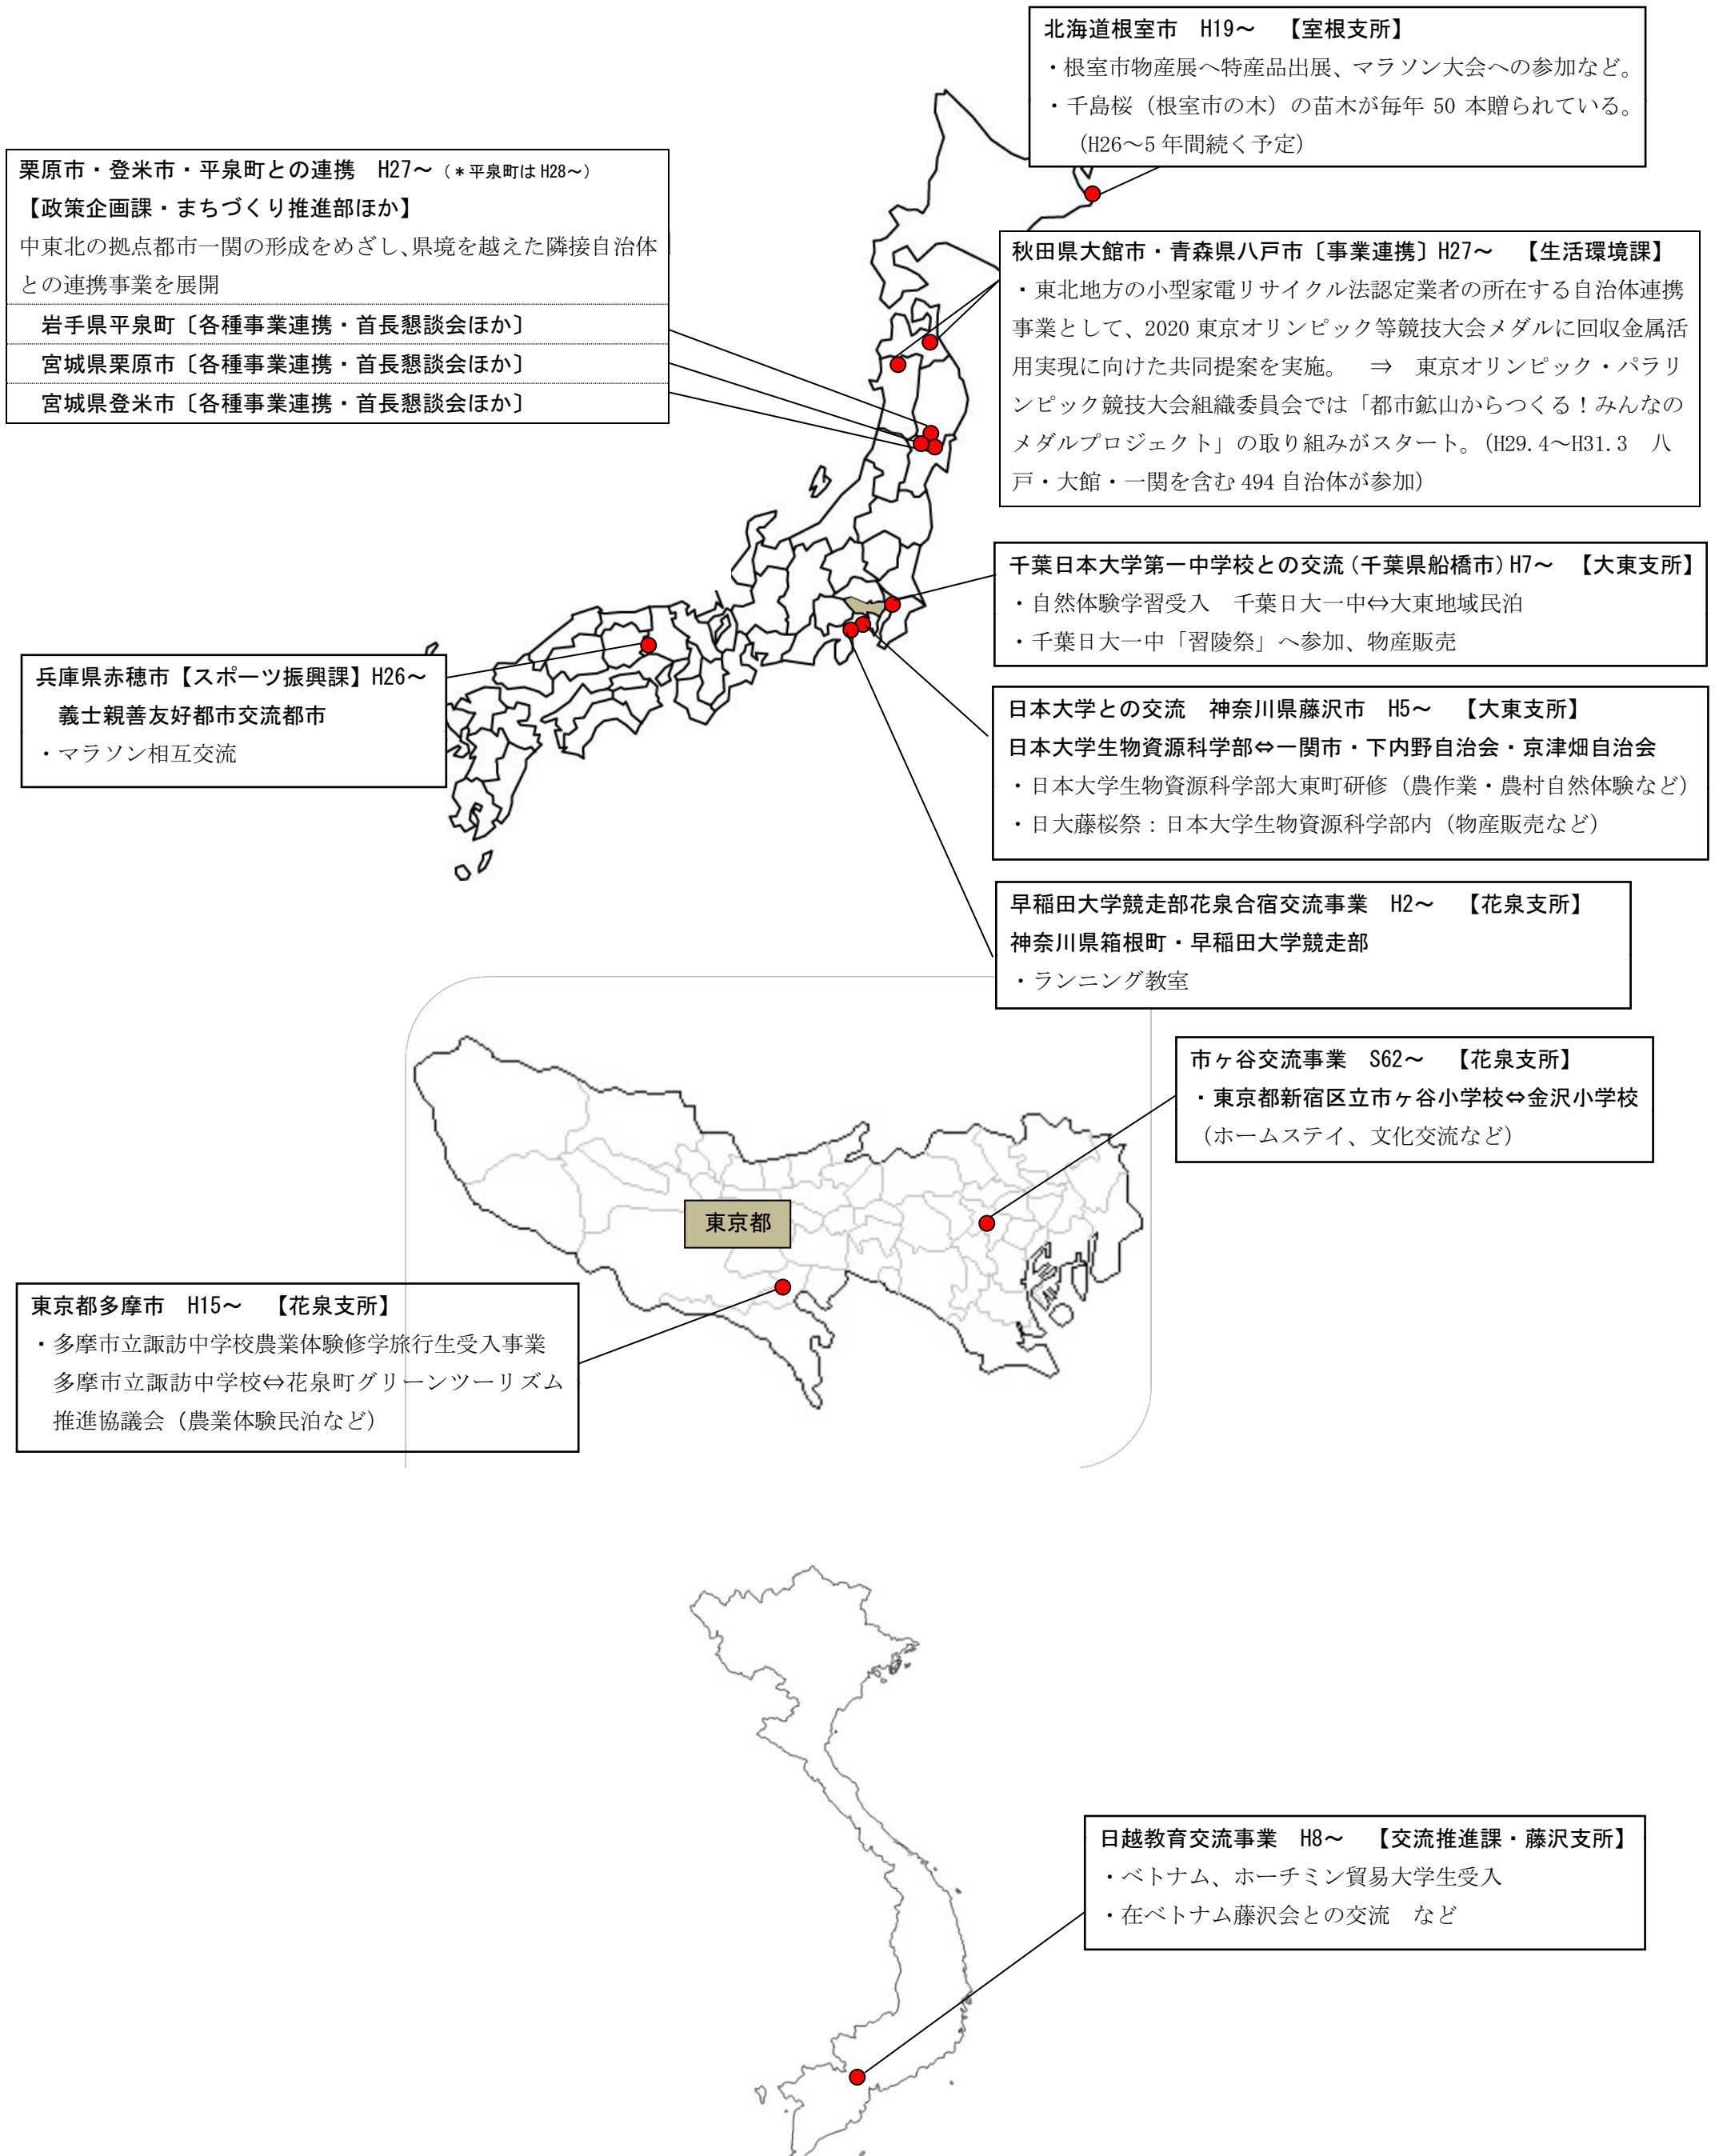 北海道根室市　H19～　【室根支所】
・根室市物産展へ特産品出展、マラソン大会への参加など。
・千島桜（根室市の木）の苗木が毎年 50 本贈られている。
（H26～5 年間続く予定）
栗原市・登米市・平泉町との連携　H27～（＊平泉町は H28～）
【政策企画課・まちづくり推進部ほか】
中東北の拠点都市一関の形成をめざし、県境を越えた隣接自治体
との連携事業を展開
岩手県平泉町〔各種事業連携・首長懇談会ほか〕
宮城県栗原市〔各種事業連携・首長懇談会ほか〕
宮城県登米市〔各種事業連携・首長懇談会ほか〕
秋田県大館市・青森県八戸市〔事業連携〕H27～　【生活環境課】
・東北地方の小型家電リサイクル法認定業者の所在する自治体連携
事業として、2020 東京オリンピック等競技大会メダルに回収金属活
用実現に向けた共同提案を実施。　⇒　東京オリンピック・パラリ
ンピック競技大会組織委員会では「都市鉱山からつくる！みんなの
メダルプロジェクト」の取り組みがスタート。（H29.4～H31.3　八
戸・大館・一関を含む 494 自治体が参加）
千葉日本大学第一中学校との交流（千葉県船橋市）H7～　【大東支所】
・自然体験学習受入　千葉日大一中⇔大東地域民泊
・千葉日大一中「習陵祭」へ参加、物産販売
兵庫県赤穂市【スポーツ振興課】H26～
義士親善友好都市交流都市
・マラソン相互交流
日本大学との交流　神奈川県藤沢市　H5～　【大東支所】
日本大学生物資源科学部⇔一関市・下内野自治会・京津畑自治会
・日本大学生物資源科学部大東町研修（農作業・農村自然体験など）
・日大藤桜祭：日本大学生物資源科学部内（物産販売など）
早稲田大学競走部花泉合宿交流事業　H2～　【花泉支所】
神奈川県箱根町・早稲田大学競走部
・ランニング教室
市ヶ谷交流事業　S62～　【花泉支所】
・東京都新宿区立市ヶ谷小学校⇔金沢小学校
（ホームステイ、文化交流など）
東京都
東京都多摩市　H15～　【花泉支所】
・多摩市立諏訪中学校農業体験修学旅行生受入事業
多摩市立諏訪中学校⇔花泉町グリーンツーリズム
推進協議会（農業体験民泊など）
日越教育交流事業　H8～　【交流推進課・藤沢支所】
・ベトナム、ホーチミン貿易大学生受入
・在ベトナム藤沢会との交流　など